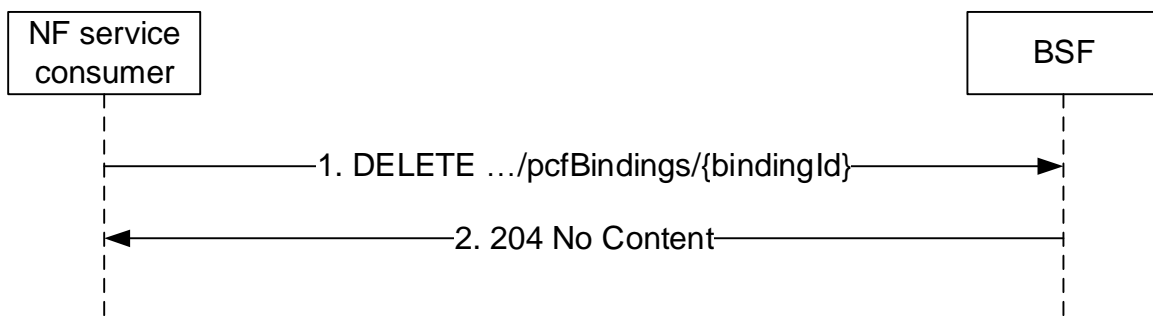 NF service
consumer
BSF
1. DELETE …/pcfBindings/{bindingId}
2. 204 No Content